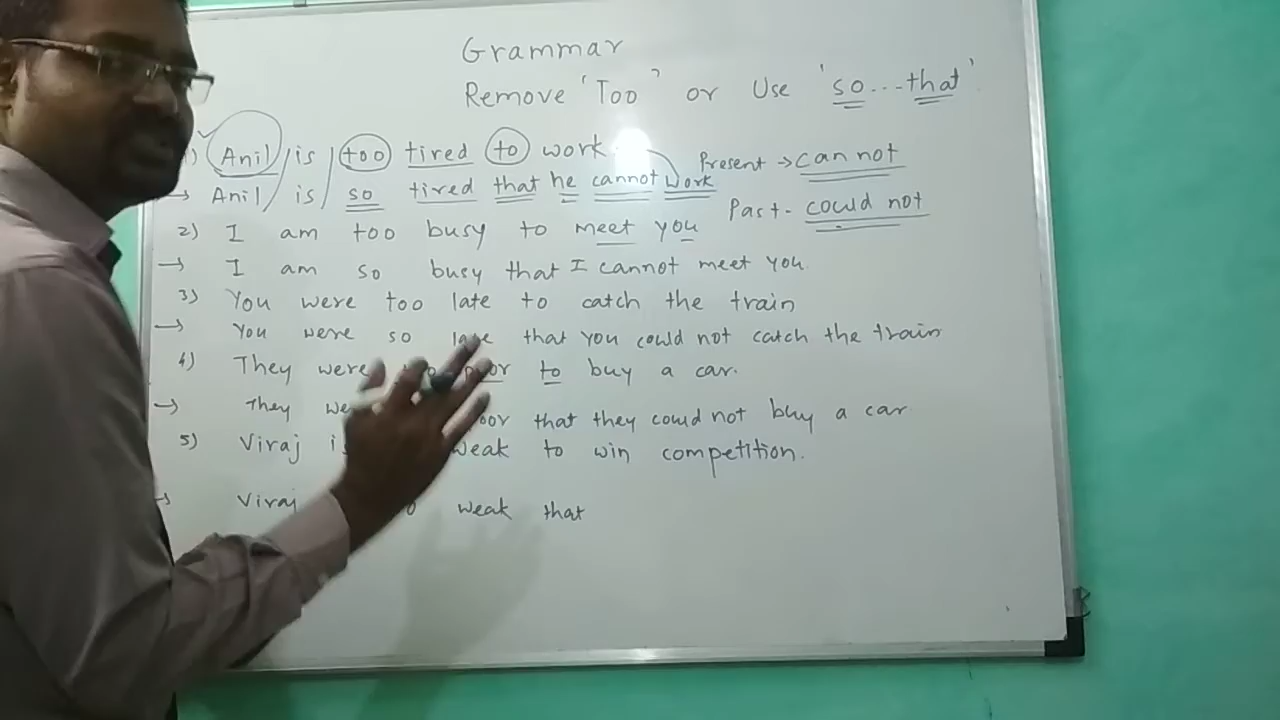 Grammar
Remove 'Too' or Use 'so...that'
1) Anil / is / too tired to work
Present → cannot
→ Anil / is / so tired that he cannot work
Past - could not
2) I am too busy to meet you
→ I am so busy that I cannot meet you
3) You were too late to catch the train
→ You were so late that you could not catch the train
4) They were to buy a car.
→ They that they could not buy a car
5) Viraj weak to win competition.
→ Viraj weak that